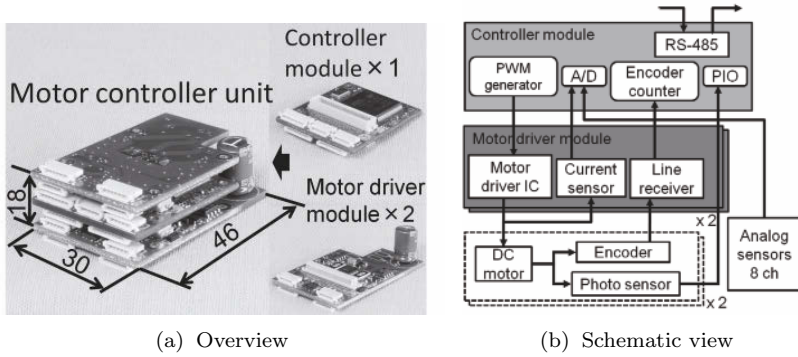 Controller
module × 1
Motor controller unit
Motor driver
module × 2
18
30
46
(a) Overview
RS-485
Controller module
PWM
generator
A/D
Encoder
counter
PIO
Motor driver module
Motor
driver IC
Current
sensor
Line
receiver
x 2
DC
motor
Encoder
Photo sensor
x 2
Analog
sensors
8 ch
(b) Schematic view